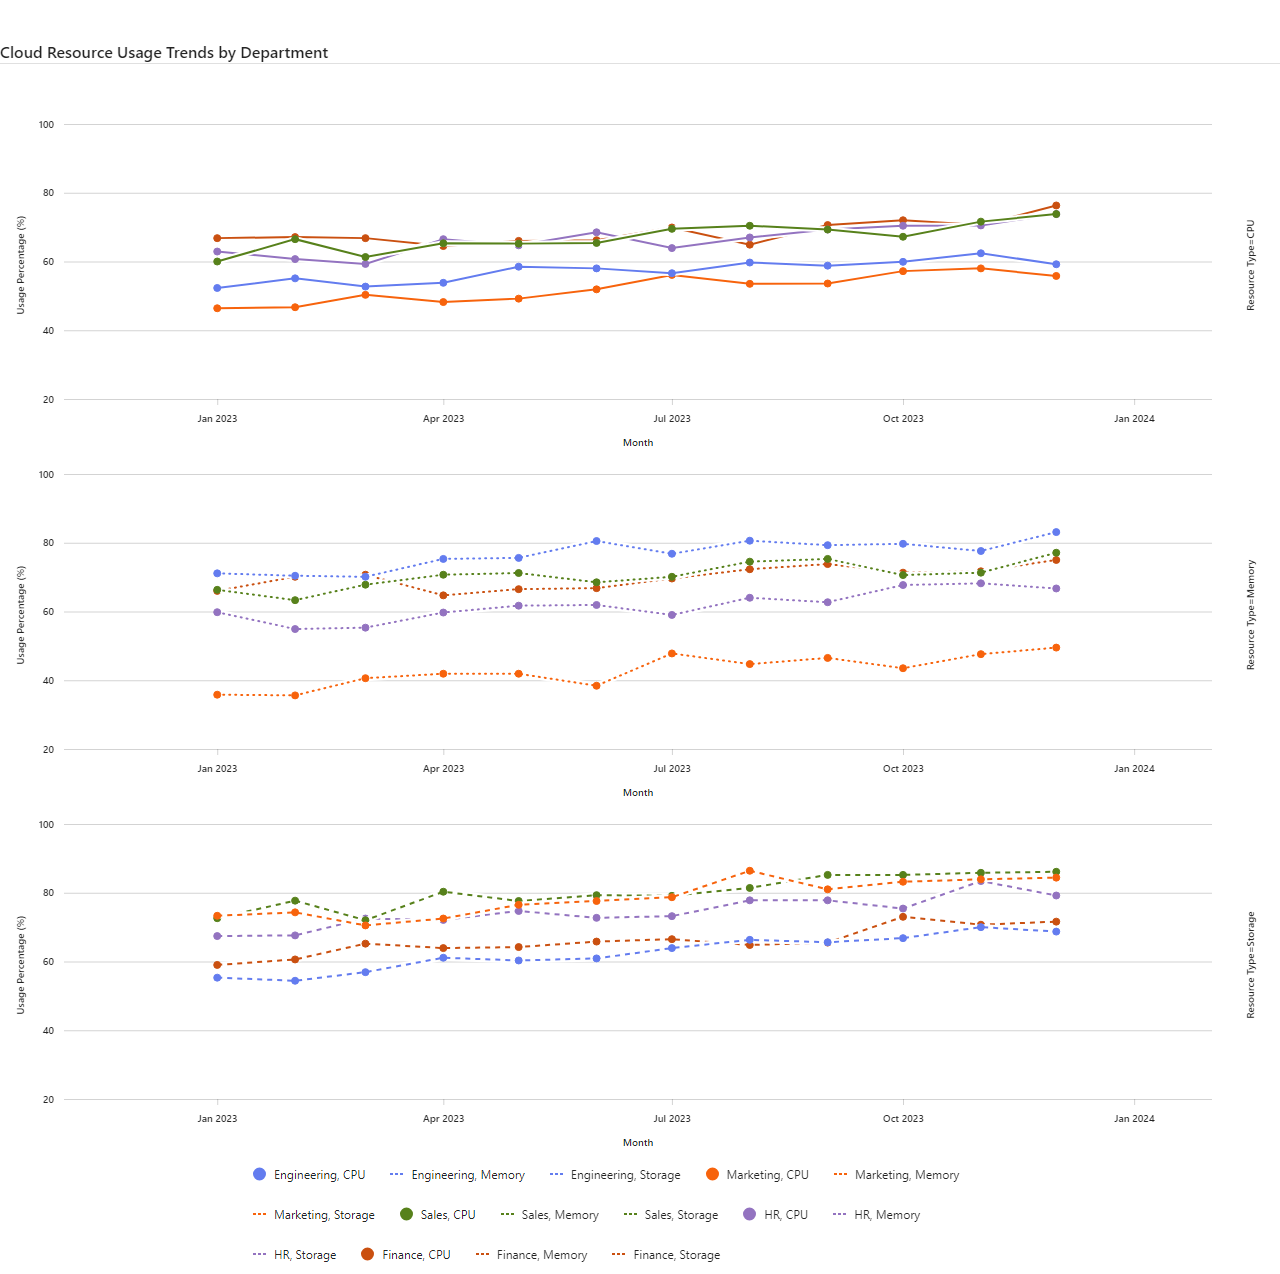 Cloud Resource Usage Trends by Department
100
80
60
40
20
Usage Percentage (%)
Resource Type=CPU
Jan 2023 Apr 2023 Jul 2023 Oct 2023 Jan 2024
Month
100
80
60
40
20
Usage Percentage (%)
Resource Type=Memory
Jan 2023 Apr 2023 Jul 2023 Oct 2023 Jan 2024
Month
100
80
60
40
20
Usage Percentage (%)
Resource Type=Storage
Jan 2023 Apr 2023 Jul 2023 Oct 2023 Jan 2024
Month
Engineering, CPU Engineering, Memory Engineering, Storage Marketing, CPU Marketing, Memory
Marketing, Storage Sales, CPU Sales, Memory Sales, Storage HR, CPU HR, Memory
HR, Storage Finance, CPU Finance, Memory Finance, Storage